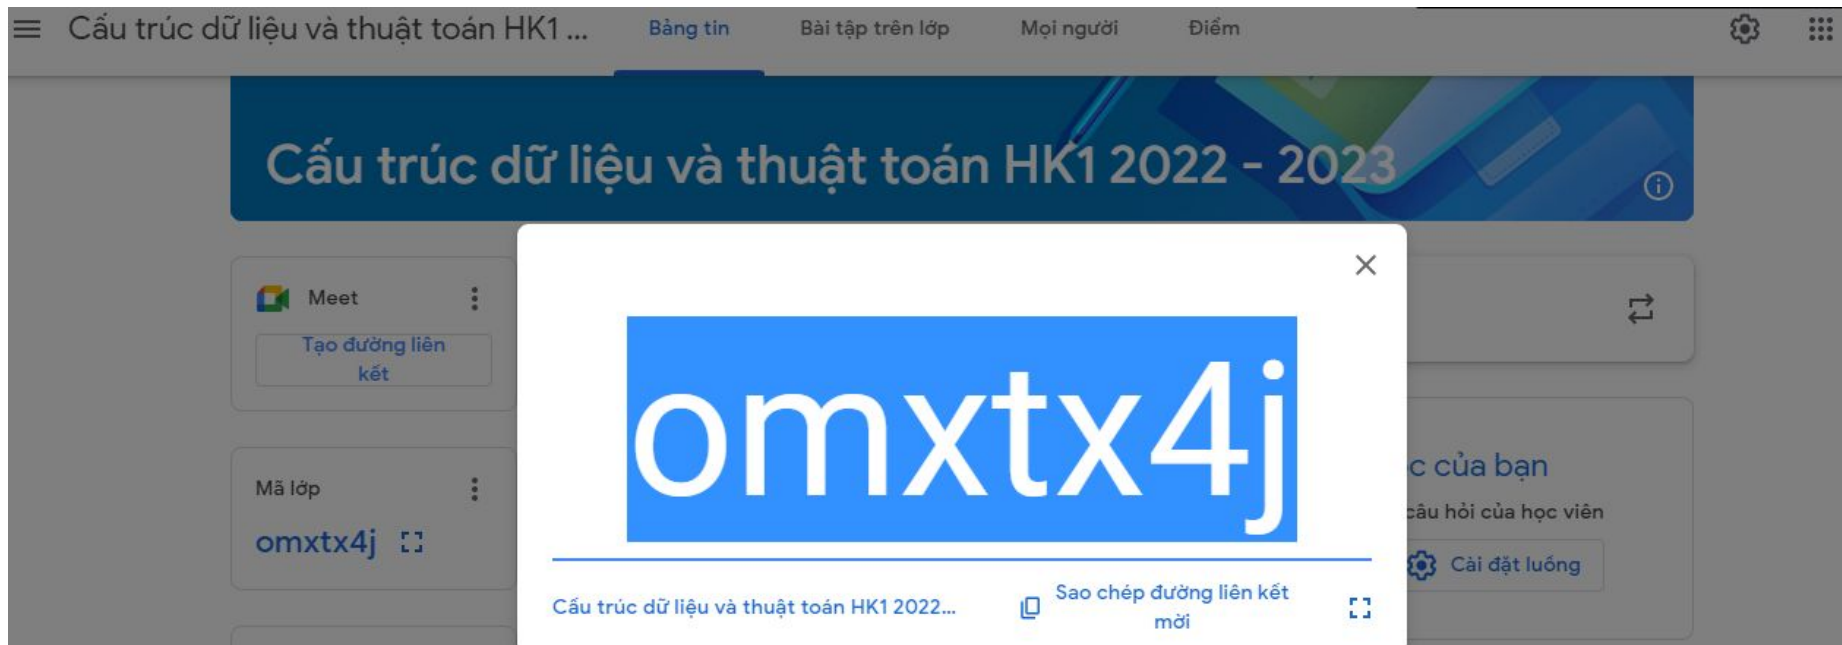 Cấu trúc dữ liệu và thuật toán HK1 ...
Bảng tin
Bài tập trên lớp
Mọi người
Điểm
Cấu trúc dữ liệu và thuật toán HK1 2022 - 2023
Meet
Tạo đường liên
kết
Mã lớp
omxtx4j
omxtx4j
Cấu trúc dữ liệu và thuật toán HK1 2022...
Sao chép đường liên kết
mời
c của bạn
câu hỏi của học viên
Cài đặt luồng